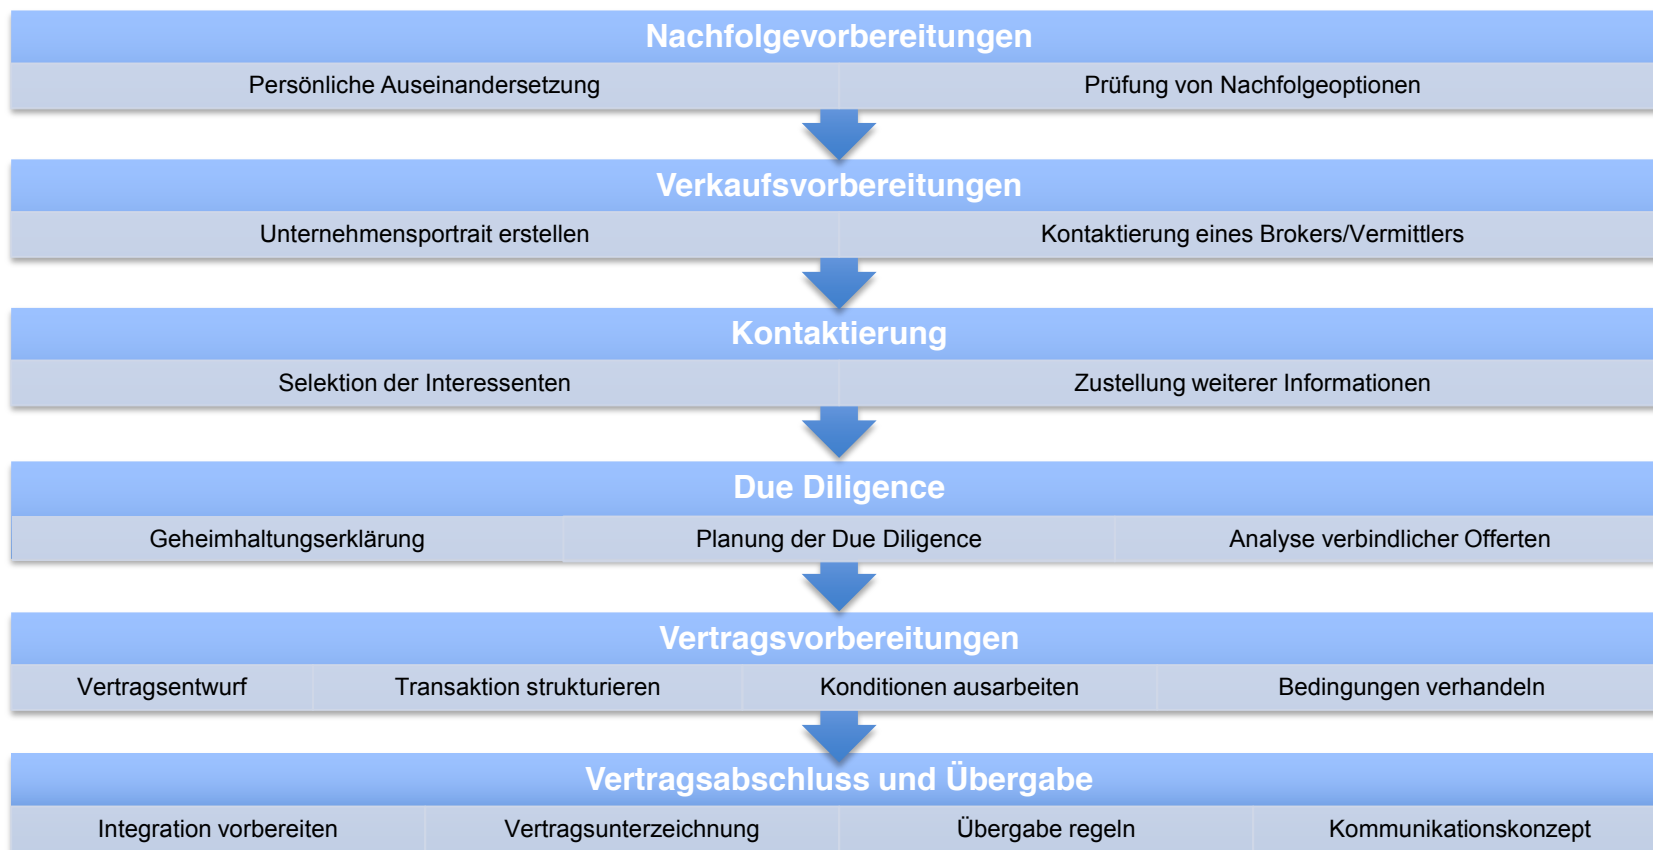 Nachfolgevorbereitungen
Persönliche Auseinandersetzung
Prüfung von Nachfolgeoptionen
Verkaufsvorbereitungen
Unternehmensportrait erstellen
Kontaktierung eines Brokers/Vermittlers
Kontaktierung
Selektion der Interessenten
Zustellung weiterer Informationen
Due Diligence
Geheimhaltungserklärung
Planung der Due Diligence
Analyse verbindlicher Offerten
Vertragsvorbereitungen
Vertragsentwurf
Transaktion strukturieren
Konditionen ausarbeiten
Bedingungen verhandeln
Vertragsabschluss und Übergabe
Integration vorbereiten
Vertragsunterzeichnung
Übergabe regeln
Kommunikationskonzept